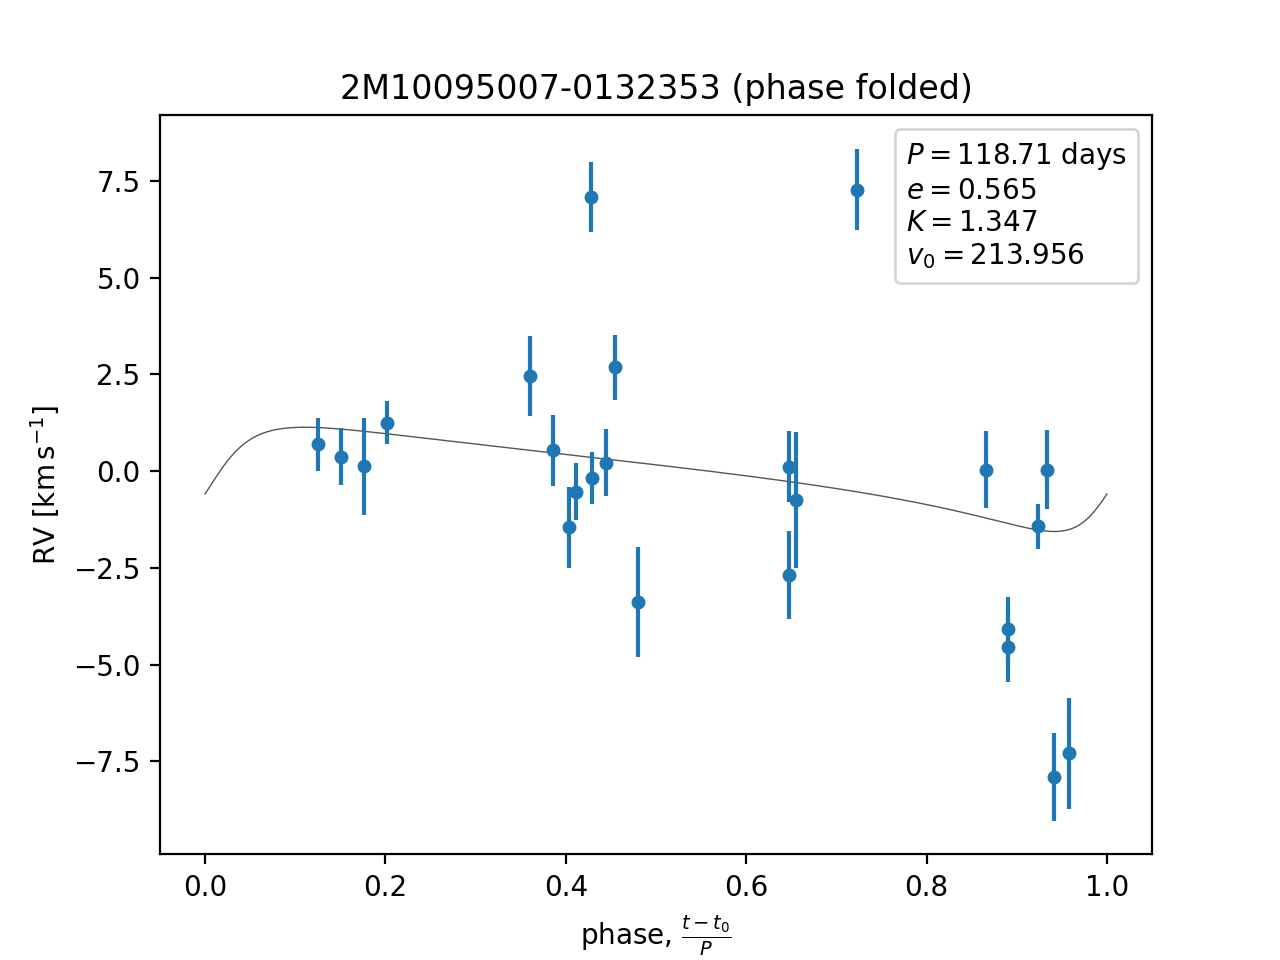 2M10095007-0132353 (phase folded)
P = 118.71 days
e = 0.565
K = 1.347
v₀ = 213.956
RV [km s⁻¹]
7.5
5.0
2.5
0.0
−2.5
−5.0
−7.5
0.0 0.2 0.4 0.6 0.8 1.0
phase, (t − t₀)/P